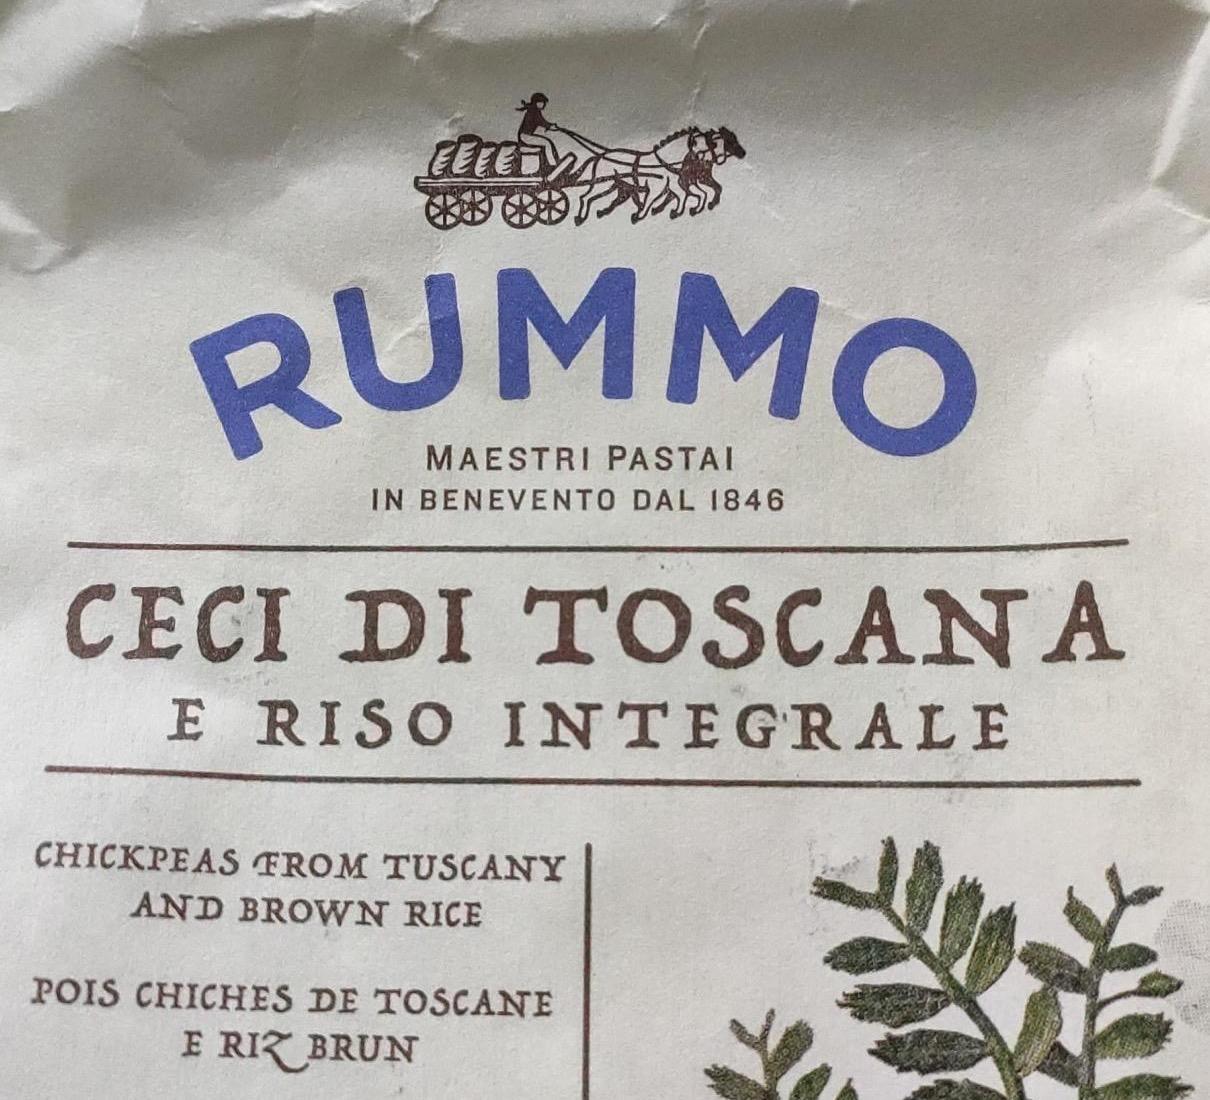 RUMMO
MAESTRI PASTAI
IN BENEVENTO DAL 1846
CECI DI TOSCANA
E RISO INTEGRALE
CHICKPEAS FROM TUSCANY
AND BROWN RICE
POIS CHICHES DE TOSCANE
E RIZ BRUN